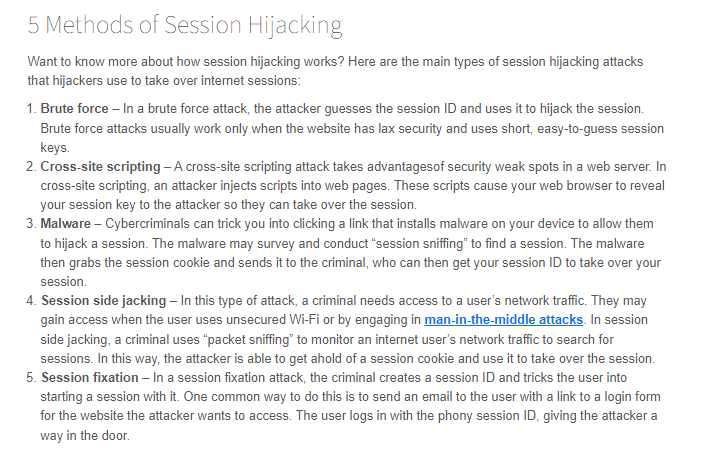 5 Methods of Session Hijacking
Want to know more about how session hijacking works? Here are the main types of session hijacking attacks
that hijackers use to take over internet sessions:
1. Brute force – In a brute force attack, the attacker guesses the session ID and uses it to hijack the session.
Brute force attacks usually work only when the website has lax security and uses short, easy-to-guess session
keys.
2. Cross-site scripting – A cross-site scripting attack takes advantagesof security weak spots in a web server. In
cross-site scripting, an attacker injects scripts into web pages. These scripts cause your web browser to reveal
your session key to the attacker so they can take over the session.
3. Malware – Cybercriminals can trick you into clicking a link that installs malware on your device to allow them
to hijack a session. The malware may survey and conduct “session sniffing” to find a session. The malware
then grabs the session cookie and sends it to the criminal, who can then get your session ID to take over your
session.
4. Session side jacking – In this type of attack, a criminal needs access to a user’s network traffic. They may
gain access when the user uses unsecured Wi-Fi or by engaging in man-in-the-middle attacks. In session
side jacking, a criminal uses “packet sniffing” to monitor an internet user’s network traffic to search for
sessions. In this way, the attacker is able to get ahold of a session cookie and use it to take over the session.
5. Session fixation – In a session fixation attack, the criminal creates a session ID and tricks the user into
starting a session with it. One common way to do this is to send an email to the user with a link to a login form
for the website the attacker wants to access. The user logs in with the phony session ID, giving the attacker a
way in the door.